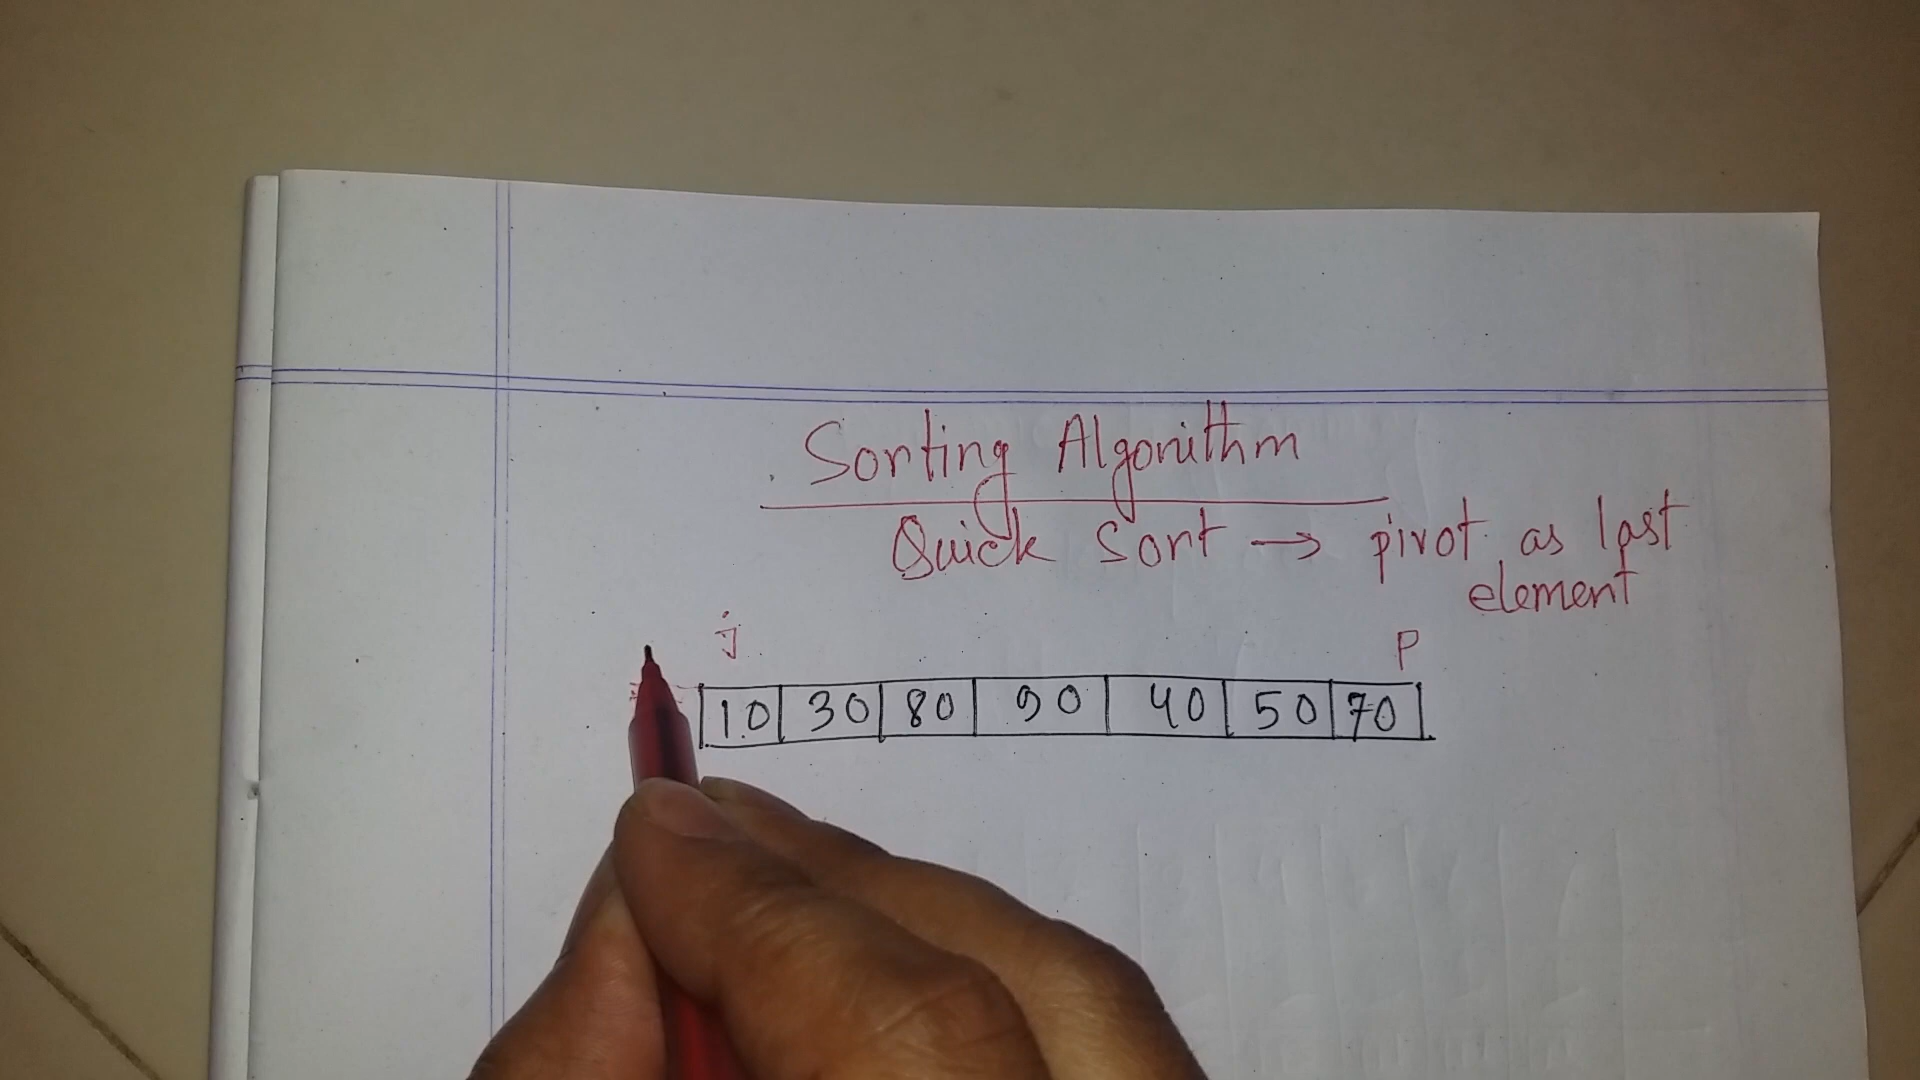 Sorting Algorithm
Quick Sort → pivot as last
element
j P
10 30 80 90 40 50 70